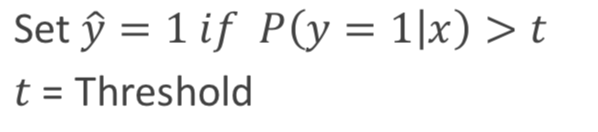 Set ŷ = 1 if P(y = 1|x) > t
t = Threshold